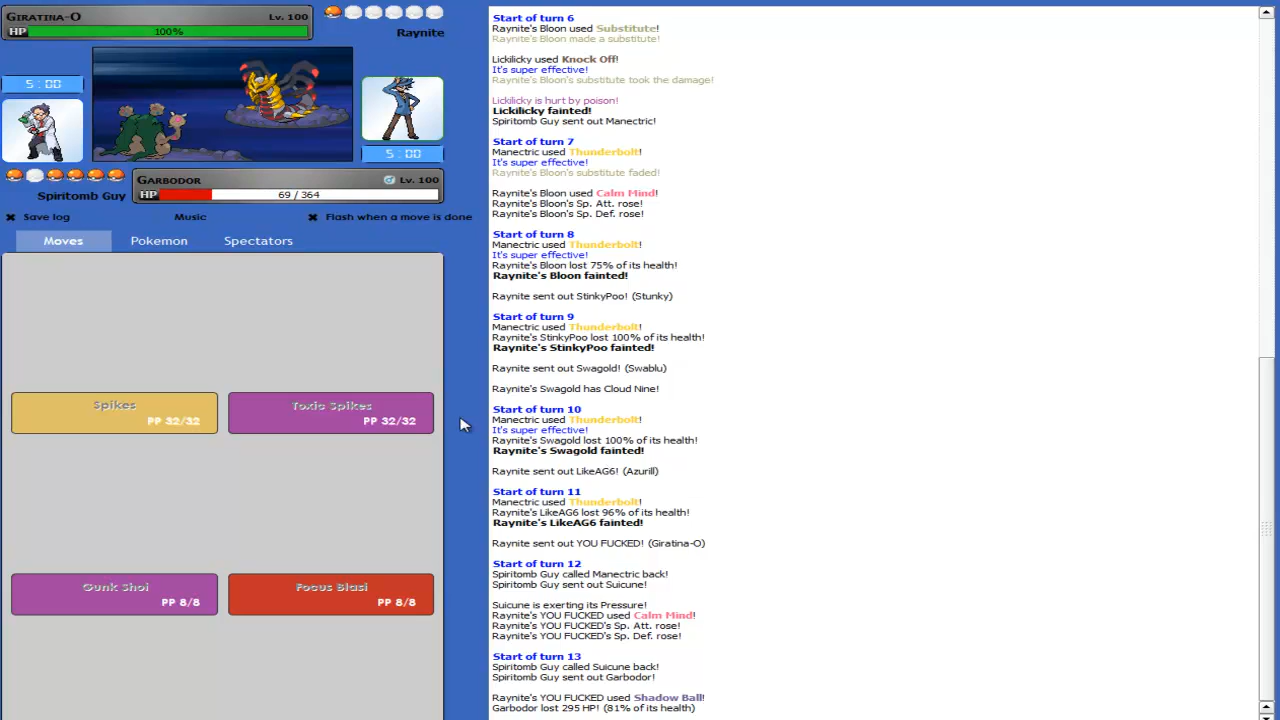 GIRATINA-O Lv. 100
HP 100%
Raynite
5:00
5:00
Spiritomb Guy
GARBODOR Lv. 100
HP 69 / 364
Save log
Music
Flash when a move is done
Moves
Pokemon
Spectators
Spikes
PP 32/32
Toxic Spikes
PP 32/32
Gunk Shot
PP 8/8
Focus Blast
PP 8/8
Start of turn 6
Raynite's Bloon used Substitute!
Raynite's Bloon made a substitute!
Lickilicky used Knock Off!
It's super effective!
Raynite's Bloon's substitute took the damage!
Lickilicky is hurt by poison!
Lickilicky fainted!
Spiritomb Guy sent out Manectric!
Start of turn 7
Manectric used Thunderbolt!
It's super effective!
Raynite's Bloon's substitute faded!
Raynite's Bloon used Calm Mind!
Raynite's Bloon's Sp. Att. rose!
Raynite's Bloon's Sp. Def. rose!
Start of turn 8
Manectric used Thunderbolt!
It's super effective!
Raynite's Bloon lost 75% of its health!
Raynite's Bloon fainted!
Raynite sent out StinkyPoo! (Stunky)
Start of turn 9
Manectric used Thunderbolt!
Raynite's StinkyPoo lost 100% of its health!
Raynite's StinkyPoo fainted!
Raynite sent out Swagold! (Swablu)
Raynite's Swagold has Cloud Nine!
Start of turn 10
Manectric used Thunderbolt!
It's super effective!
Raynite's Swagold lost 100% of its health!
Raynite's Swagold fainted!
Raynite sent out LikeAG6! (Azurill)
Start of turn 11
Manectric used Thunderbolt!
Raynite's LikeAG6 lost 96% of its health!
Raynite's LikeAG6 fainted!
Raynite sent out YOU FUCKED! (Giratina-O)
Start of turn 12
Spiritomb Guy called Manectric back!
Spiritomb Guy sent out Suicune!
Suicune is exerting its Pressure!
Raynite's YOU FUCKED used Calm Mind!
Raynite's YOU FUCKED's Sp. Att. rose!
Raynite's YOU FUCKED's Sp. Def. rose!
Start of turn 13
Spiritomb Guy called Suicune back!
Spiritomb Guy sent out Garbodor!
Raynite's YOU FUCKED used Shadow Ball!
Garbodor lost 295 HP! (81% of its health)